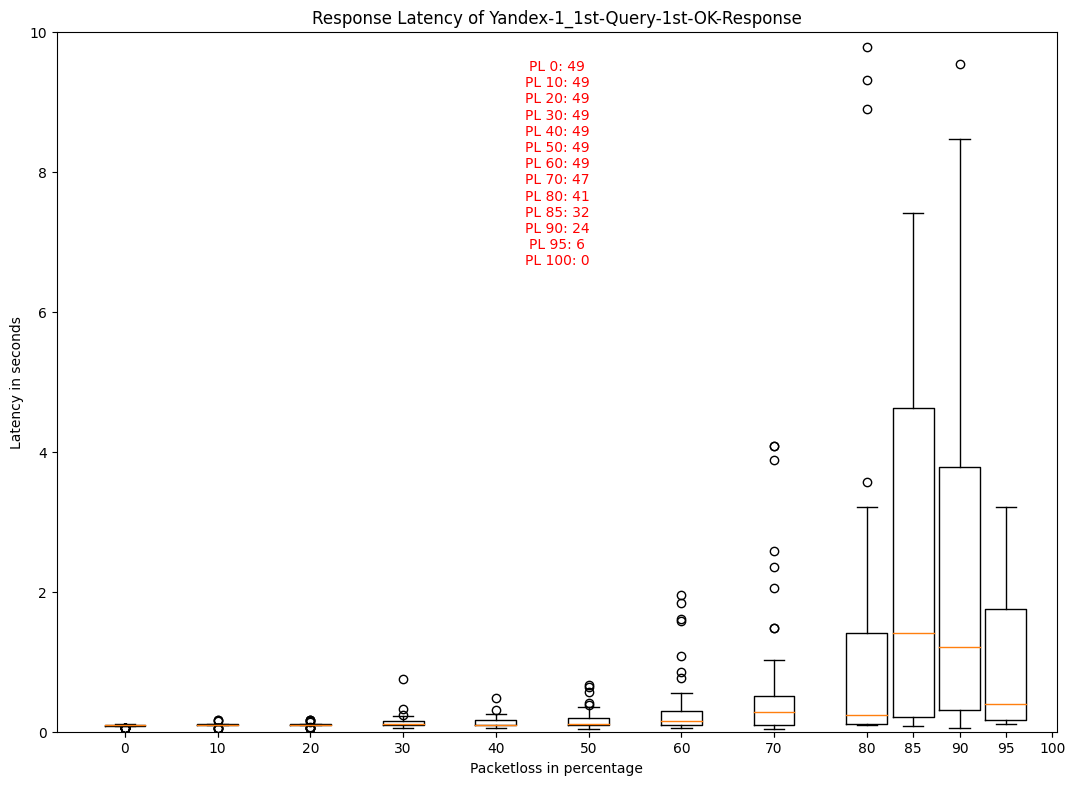 Response Latency of Yandex-1_1st-Query-1st-OK-Response
PL 0: 49
PL 10: 49
PL 20: 49
PL 30: 49
PL 40: 49
PL 50: 49
PL 60: 49
PL 70: 47
PL 80: 41
PL 85: 32
PL 90: 24
PL 95: 6
PL 100: 0
Latency in seconds
10
8
6
4
2
0
0 10 20 30 40 50 60 70 80 85 90 95 100
Packetloss in percentage